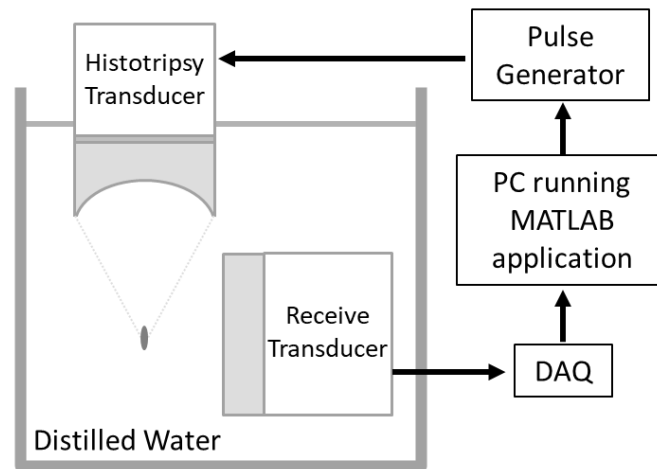 Histotripsy
Transducer
Pulse
Generator
PC running
MATLAB
application
Receive
Transducer
DAQ
Distilled Water